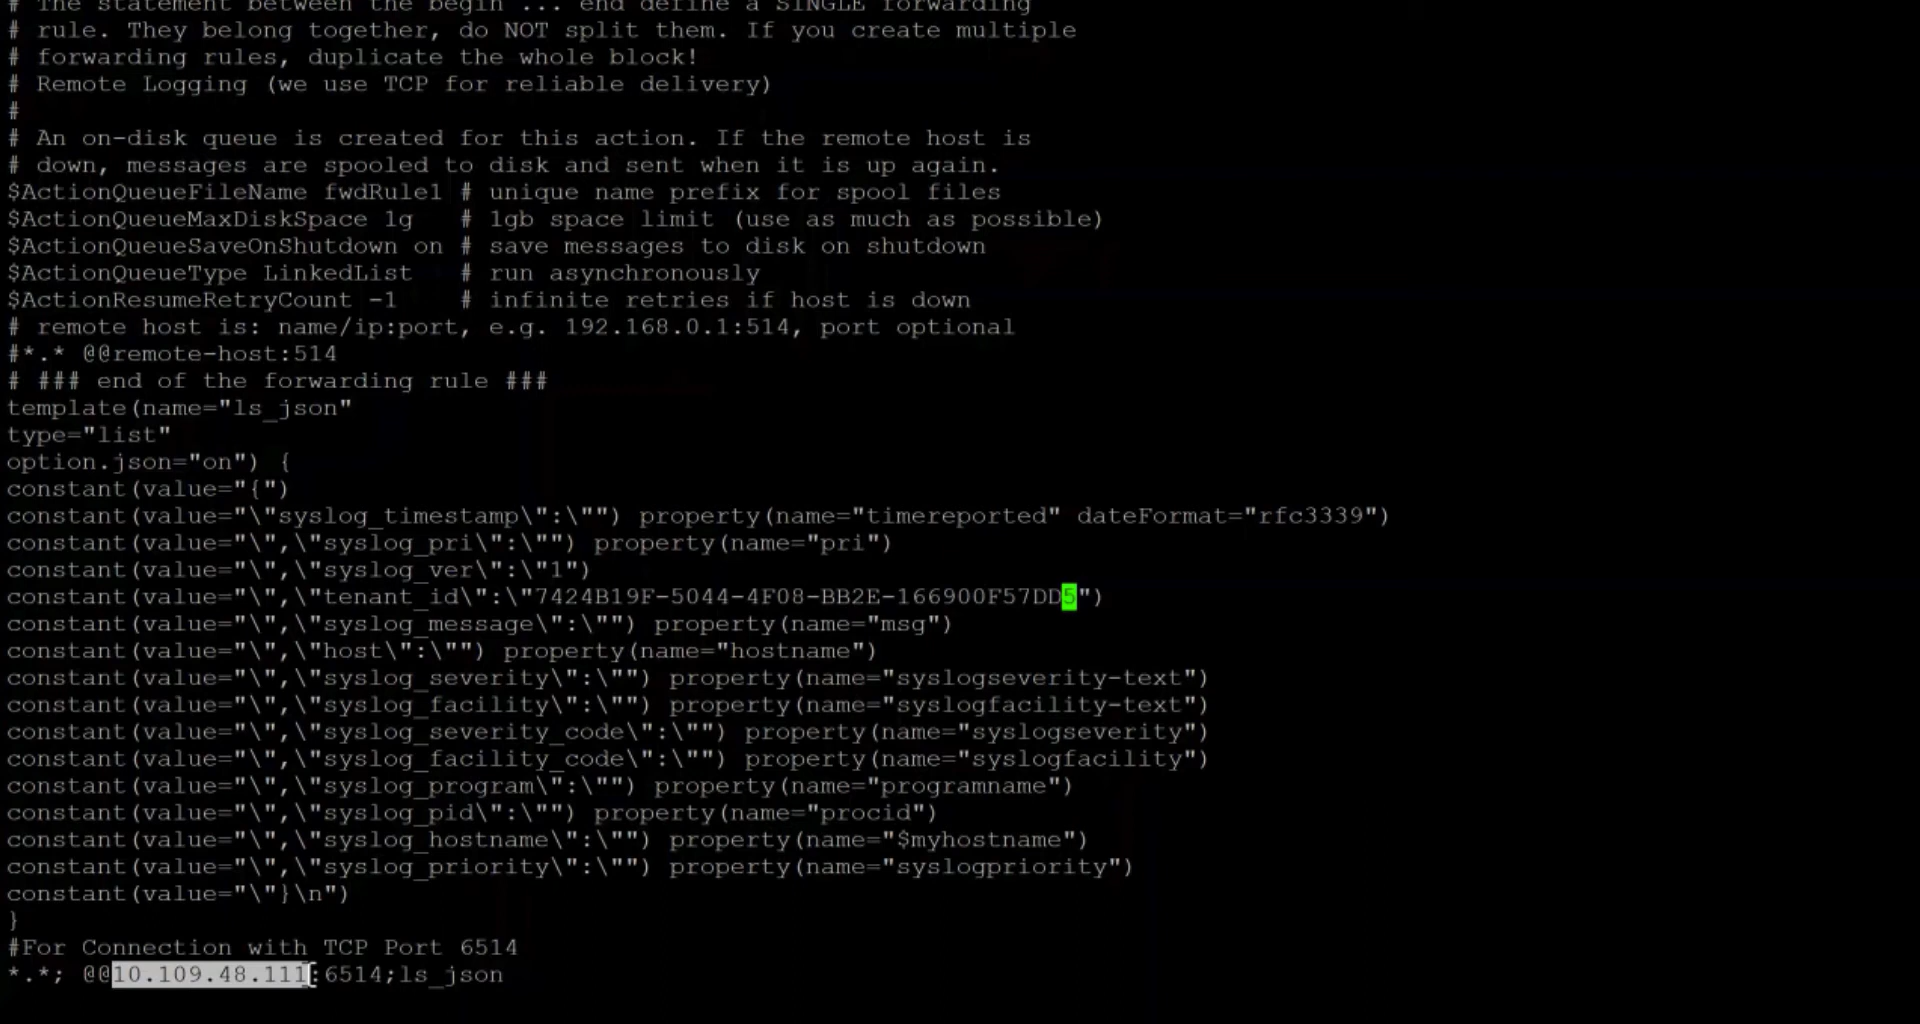 # The statement between the begin ... end define a SINGLE forwarding
# rule. They belong together, do NOT split them. If you create multiple
# forwarding rules, duplicate the whole block!
# Remote Logging (we use TCP for reliable delivery)
#
# An on-disk queue is created for this action. If the remote host is
# down, messages are spooled to disk and sent when it is up again.
$ActionQueueFileName fwdRule1 # unique name prefix for spool files
$ActionQueueMaxDiskSpace 1g   # 1gb space limit (use as much as possible)
$ActionQueueSaveOnShutdown on # save messages to disk on shutdown
$ActionQueueType LinkedList   # run asynchronously
$ActionResumeRetryCount -1    # infinite retries if host is down
# remote host is: name/ip:port, e.g. 192.168.0.1:514, port optional
#*.* @@remote-host:514
# ### end of the forwarding rule ###
template(name="ls_json"
type="list"
option.json="on") {
constant(value="{")
constant(value="\"syslog_timestamp\":\"") property(name="timereported" dateFormat="rfc3339")
constant(value="\",\"syslog_pri\":\"") property(name="pri")
constant(value="\",\"syslog_ver\":\"1")
constant(value="\",\"tenant_id\":\"7424B19F-5044-4F08-BB2E-166900F57DD5")
constant(value="\",\"syslog_message\":\"") property(name="msg")
constant(value="\",\"host\":\"") property(name="hostname")
constant(value="\",\"syslog_severity\":\"") property(name="syslogseverity-text")
constant(value="\",\"syslog_facility\":\"") property(name="syslogfacility-text")
constant(value="\",\"syslog_severity_code\":\"") property(name="syslogseverity")
constant(value="\",\"syslog_facility_code\":\"") property(name="syslogfacility")
constant(value="\",\"syslog_program\":\"") property(name="programname")
constant(value="\",\"syslog_pid\":\"") property(name="procid")
constant(value="\",\"syslog_hostname\":\"") property(name="$myhostname")
constant(value="\",\"syslog_priority\":\"") property(name="syslogpriority")
constant(value="\"}\n")
}
#For Connection with TCP Port 6514
*.*; @@10.109.48.111:6514;ls_json